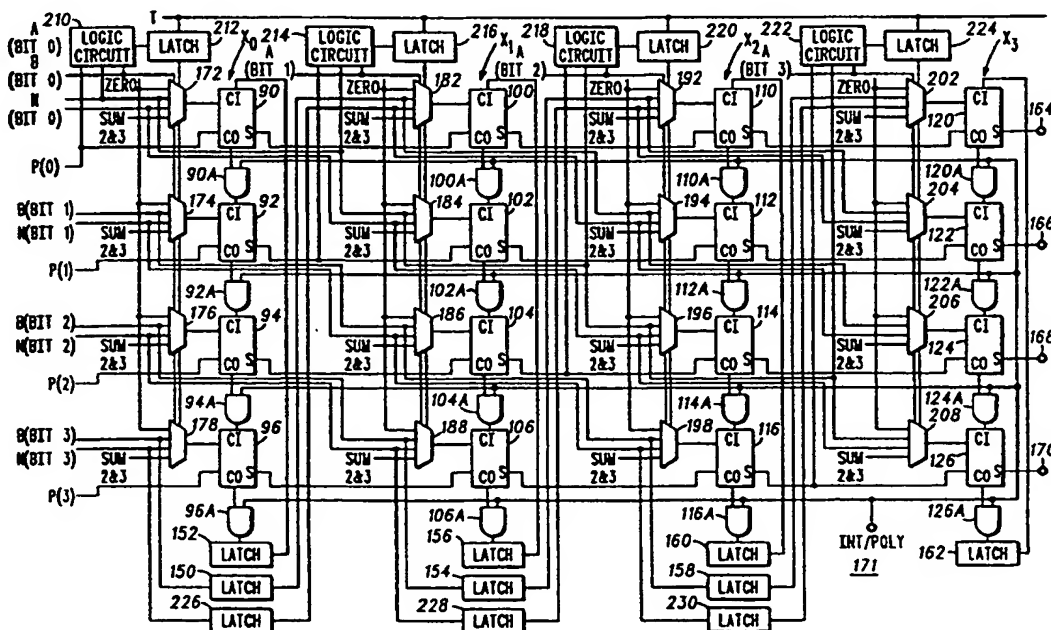 210 A (BIT 0) LOGIC CIRCUIT 212 LATCH T X0 214 LOGIC CIRCUIT 216 LATCH X1 218 LOGIC CIRCUIT 220 LATCH X2 222 LOGIC CIRCUIT 224 LATCH X3
B (BIT 0) ZERO 172 A (BIT 1) ZERO 182 A (BIT 2) ZERO 192 A (BIT 3) ZERO 202
N (BIT 0) SUM 2&3 90 CI CO S SUM 2&3 100 CI CO S SUM 2&3 110 CI CO S SUM 2&3 120 CI CO S 164
P(0) 90A 100A 110A 120A
B(BIT 1) 174 92 CI 184 102 CI 194 112 CI 204 CI
N(BIT 1) SUM 2&3 CO S SUM 2&3 CO S SUM 2&3 CO S SUM 2&3 122 CO S 166
P(1) 92A 102A 112A 122A
B(BIT 2) 176 94 CI 186 104 CI 196 114 CI 206 CI
N(BIT 2) SUM 2&3 CO S SUM 2&3 CO S SUM 2&3 CO S SUM 2&3 124 CO S 168
P(2) 94A 104A 114A 124A
B(BIT 3) 178 96 CI 188 106 CI 198 116 CI 208 CI
N(BIT 3) SUM 2&3 CO S SUM 2&3 CO S SUM 2&3 CO S SUM 2&3 126 CO S 170
P(3) 96A 106A 116A 126A
152 LATCH 156 LATCH 160 LATCH INT/POLY 162 LATCH
150 LATCH 154 LATCH 158 LATCH 171
226 LATCH 228 LATCH 230 LATCH